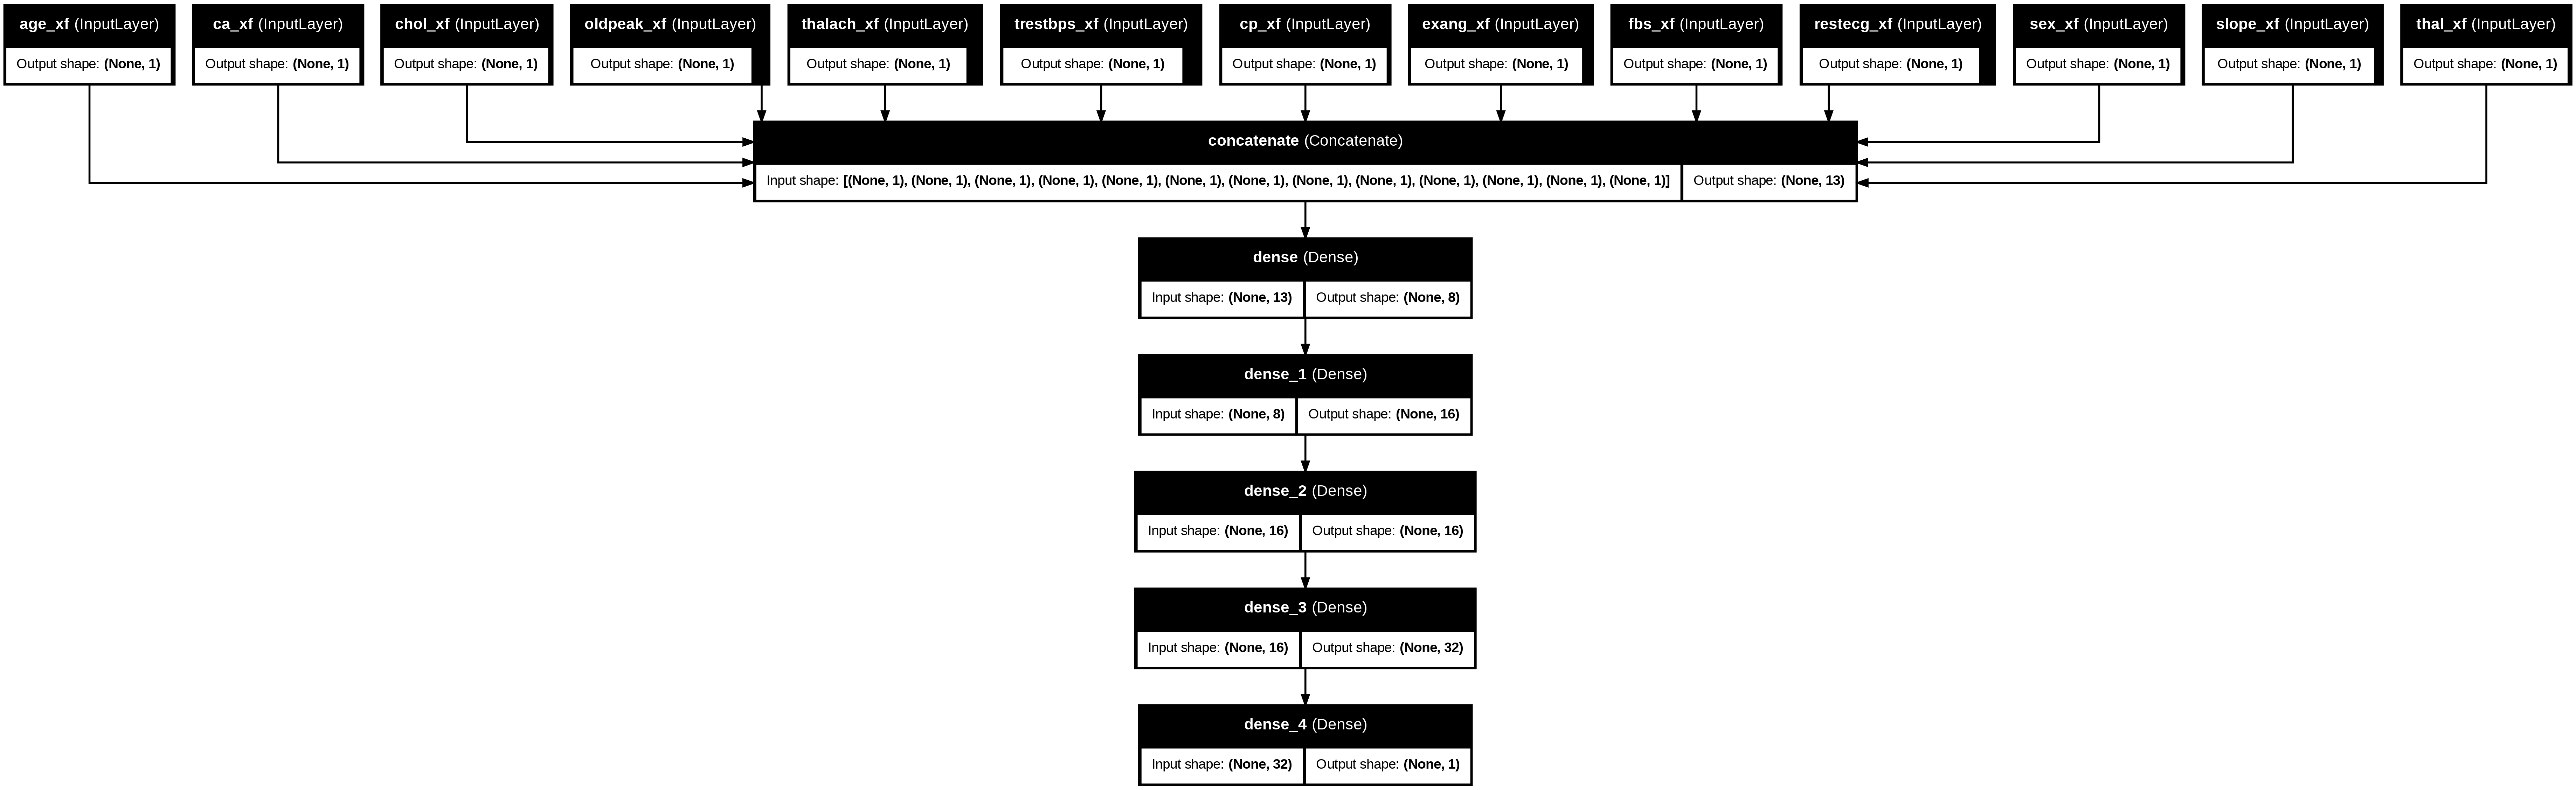 age_xf (InputLayer)
Output shape: (None, 1)
ca_xf (InputLayer)
Output shape: (None, 1)
chol_xf (InputLayer)
Output shape: (None, 1)
oldpeak_xf (InputLayer)
Output shape: (None, 1)
thalach_xf (InputLayer)
Output shape: (None, 1)
trestbps_xf (InputLayer)
Output shape: (None, 1)
cp_xf (InputLayer)
Output shape: (None, 1)
exang_xf (InputLayer)
Output shape: (None, 1)
fbs_xf (InputLayer)
Output shape: (None, 1)
restecg_xf (InputLayer)
Output shape: (None, 1)
sex_xf (InputLayer)
Output shape: (None, 1)
slope_xf (InputLayer)
Output shape: (None, 1)
thal_xf (InputLayer)
Output shape: (None, 1)
concatenate (Concatenate)
Input shape: [(None, 1), (None, 1), (None, 1), (None, 1), (None, 1), (None, 1), (None, 1), (None, 1), (None, 1), (None, 1), (None, 1), (None, 1), (None, 1)] Output shape: (None, 13)
dense (Dense)
Input shape: (None, 13) Output shape: (None, 8)
dense_1 (Dense)
Input shape: (None, 8) Output shape: (None, 16)
dense_2 (Dense)
Input shape: (None, 16) Output shape: (None, 16)
dense_3 (Dense)
Input shape: (None, 16) Output shape: (None, 32)
dense_4 (Dense)
Input shape: (None, 32) Output shape: (None, 1)